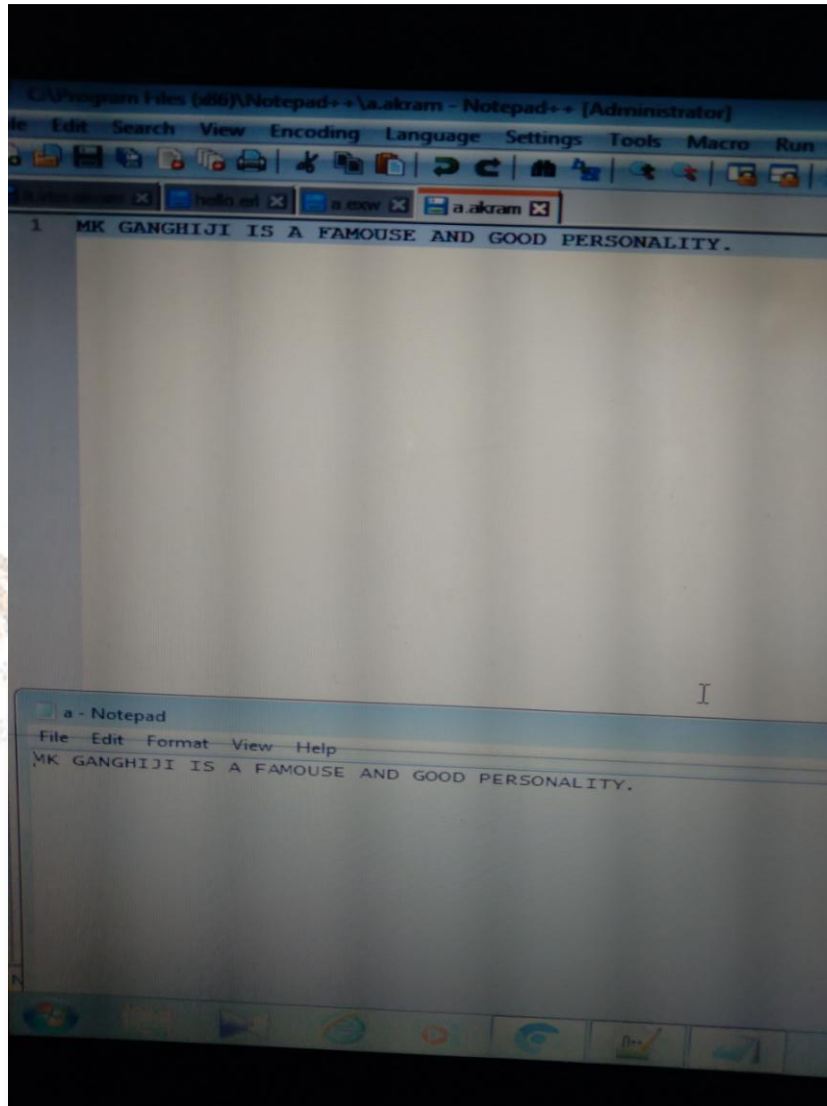 C:\Program Files (x86)\Notepad++\a.akram - Notepad++ [Administrator]
Edit Search View Encoding Language Settings Tools Macro Run
hello.erl a.exw a.akram
1 MK GANGHIJI IS A FAMOUSE AND GOOD PERSONALITY.
a - Notepad
File Edit Format View Help
MK GANGHIJI IS A FAMOUSE AND GOOD PERSONALITY.